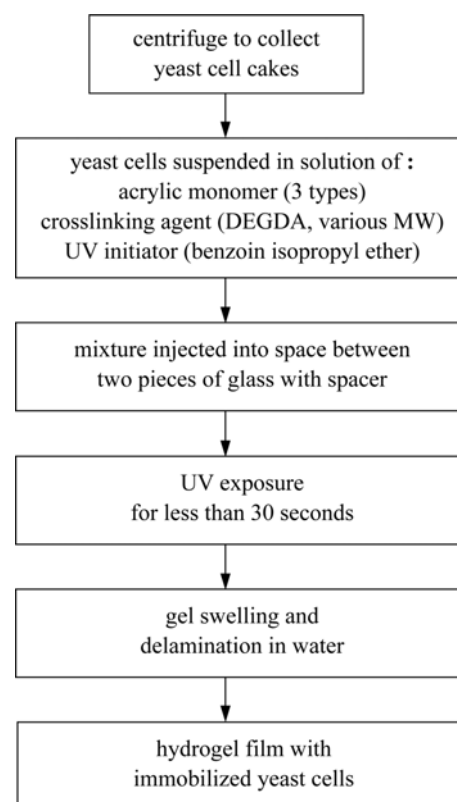 centrifuge to collect
yeast cell cakes
yeast cells suspended in solution of :
acrylic monomer (3 types)
crosslinking agent (DEGDA, various MW)
UV initiator (benzoin isopropyl ether)
mixture injected into space between
two pieces of glass with spacer
UV exposure
for less than 30 seconds
gel swelling and
delamination in water
hydrogel film with
immobilized yeast cells